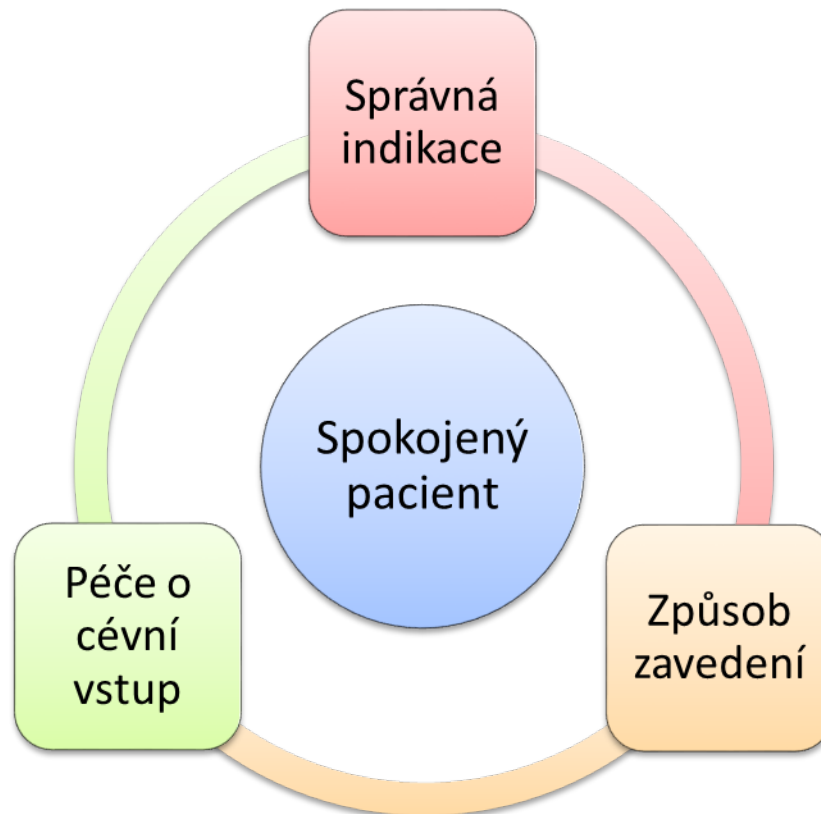 Správná
indikace
Spokojený
pacient
Péče o
cévní
vstup
Způsob
zavedení